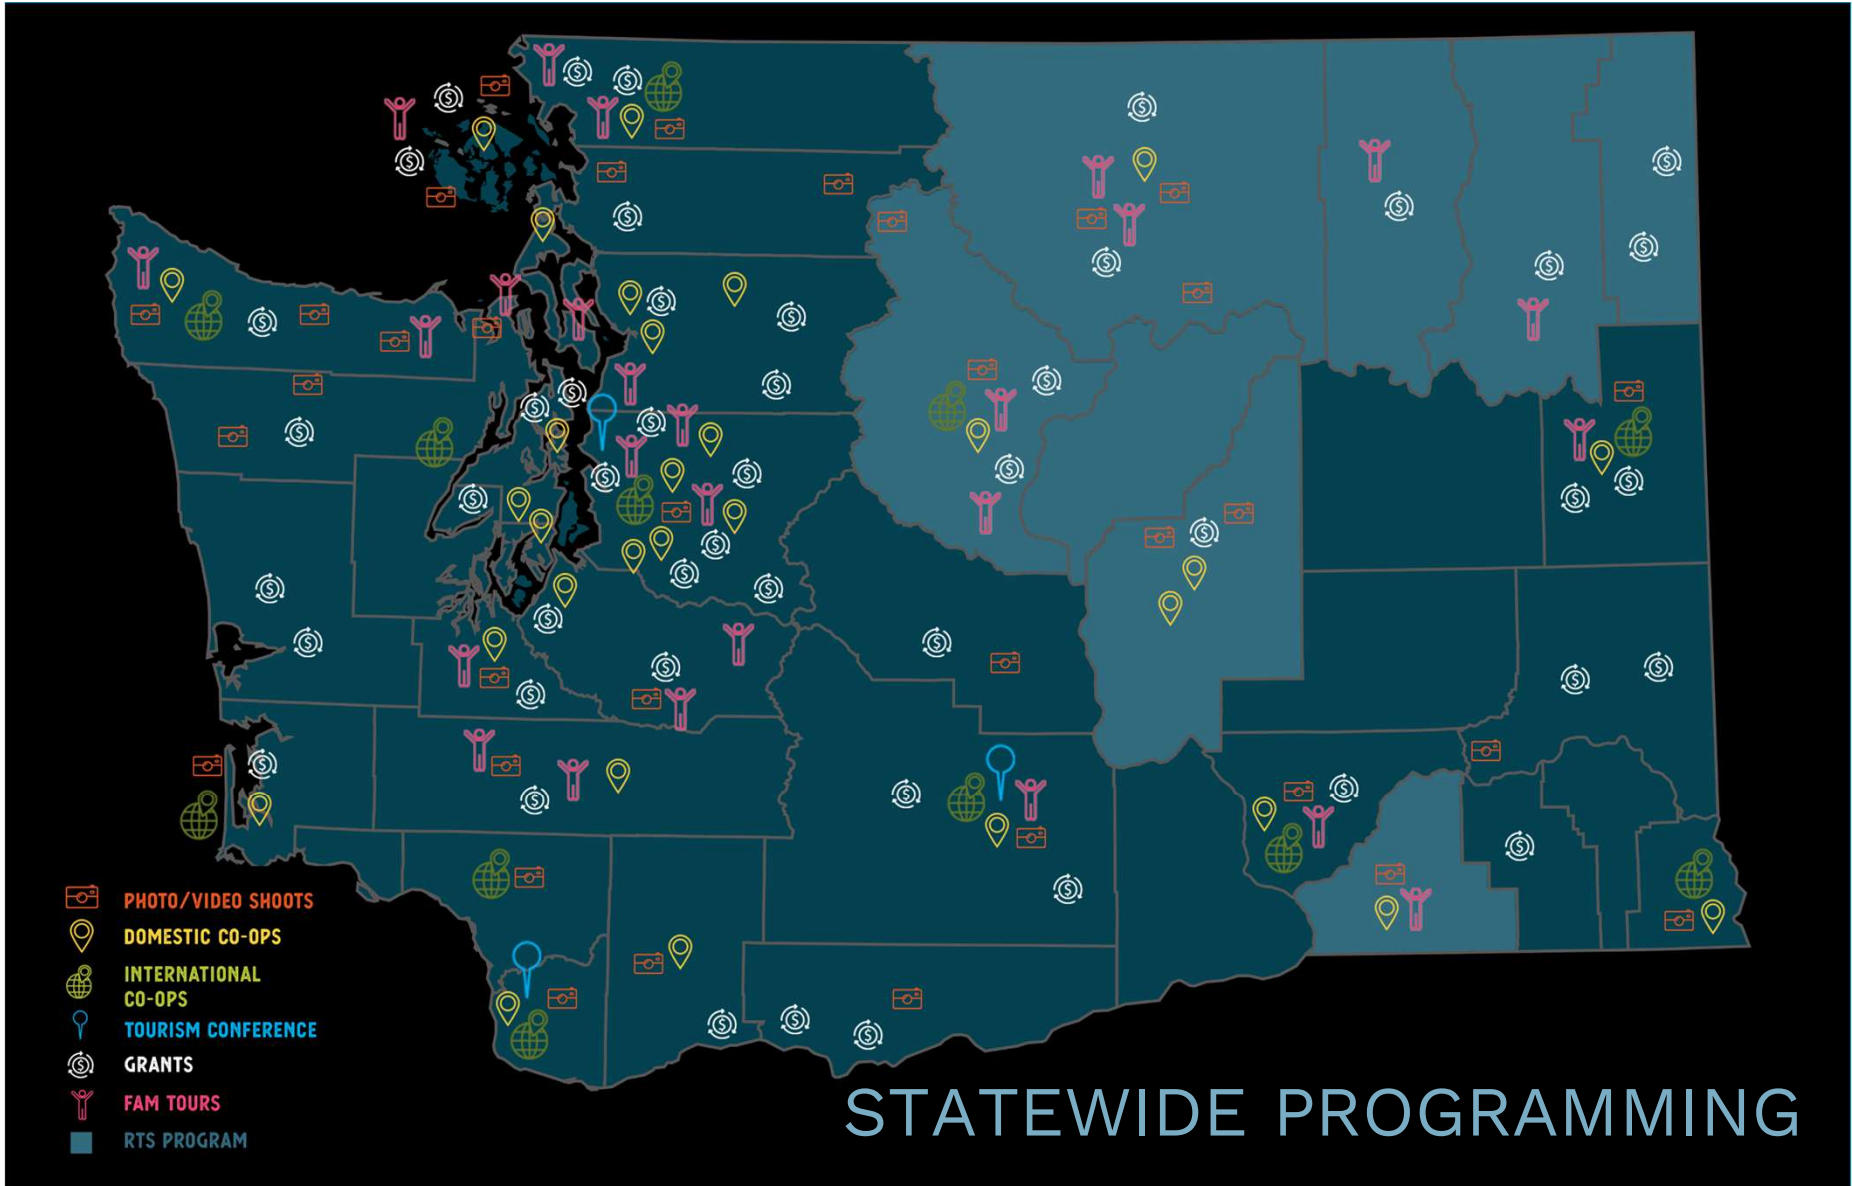 PHOTO/VIDEO SHOOTS
DOMESTIC CO-OPS
INTERNATIONAL
CO-OPS
TOURISM CONFERENCE
GRANTS
FAM TOURS
RTS PROGRAM
STATEWIDE PROGRAMMING